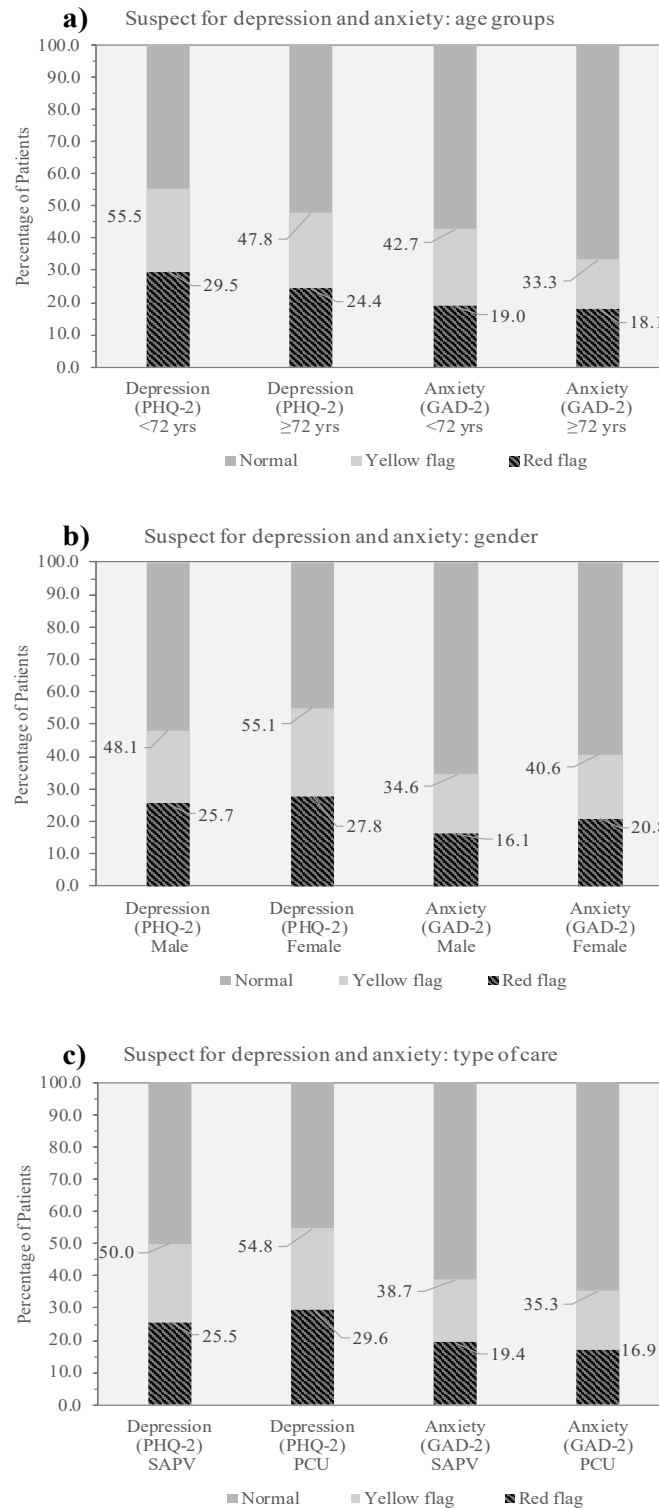 a) Suspect for depression and anxiety: age groups
Percentage of Patients
100.0
90.0
80.0
70.0
60.0
50.0
40.0
30.0
20.0
10.0
0.0
55.5
29.5
47.8
24.4
42.7
19.0
33.3
18.1
Depression (PHQ-2) <72 yrs
Depression (PHQ-2) ≥72 yrs
Anxiety (GAD-2) <72 yrs
Anxiety (GAD-2) ≥72 yrs
Normal Yellow flag Red flag
b) Suspect for depression and anxiety: gender
Percentage of Patients
100.0
90.0
80.0
70.0
60.0
50.0
40.0
30.0
20.0
10.0
0.0
48.1
25.7
55.1
27.8
34.6
16.1
40.6
Depression (PHQ-2) Male
Depression (PHQ-2) Female
Anxiety (GAD-2) Male
Anxiety (GAD-2) Female
Normal Yellow flag Red flag
c) Suspect for depression and anxiety: type of care
Percentage of Patients
100.0
90.0
80.0
70.0
60.0
50.0
40.0
30.0
20.0
10.0
0.0
50.0
25.5
54.8
29.6
38.7
19.4
35.3
16.9
Depression (PHQ-2) SAPV
Depression (PHQ-2) PCU
Anxiety (GAD-2) SAPV
Anxiety (GAD-2) PCU
Normal Yellow flag Red flag